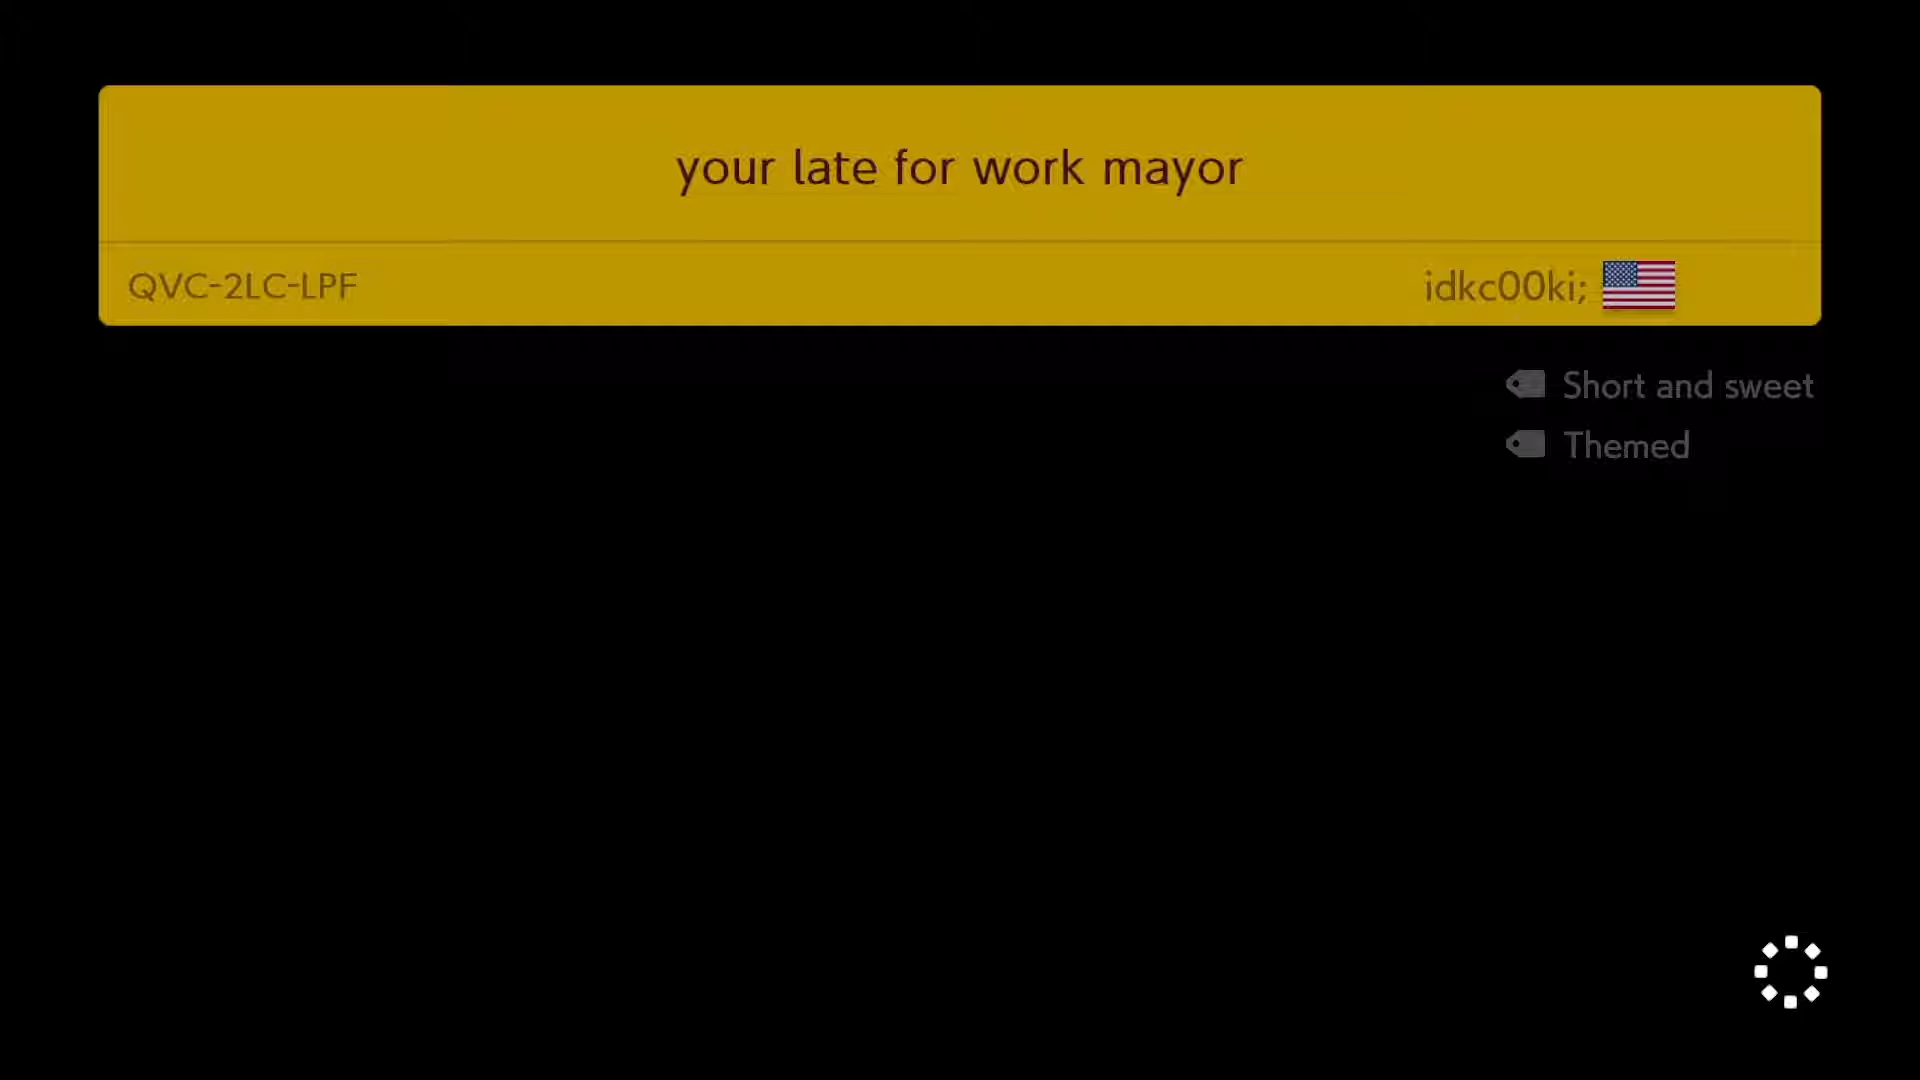 your late for work mayor
QVC-2LC-LPF
idkc00ki;
Short and sweet
Themed